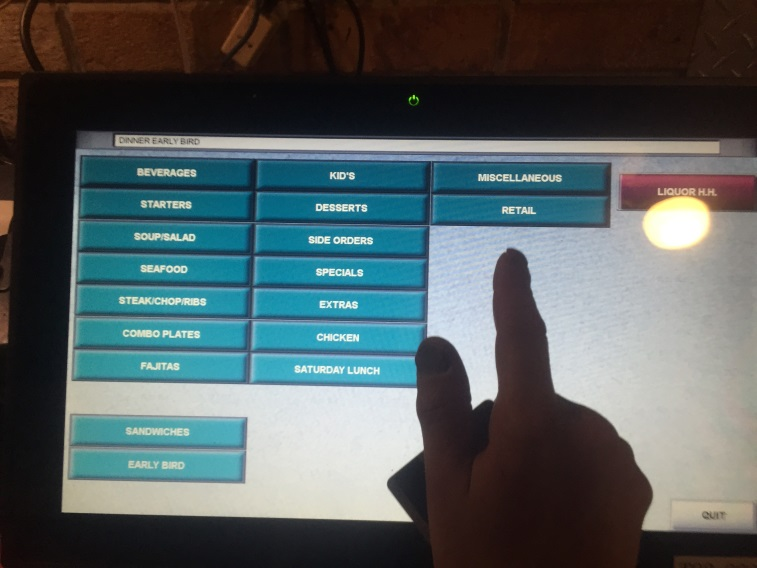 DINNER EARLY BIRD
BEVERAGES
KID'S
MISCELLANEOUS
LIQUOR H.H.
STARTERS
DESSERTS
RETAIL
SOUP/SALAD
SIDE ORDERS
SEAFOOD
SPECIALS
STEAK/CHOP/RIBS
EXTRAS
COMBO PLATES
CHICKEN
FAJITAS
SATURDAY LUNCH
SANDWICHES
EARLY BIRD
QUIT